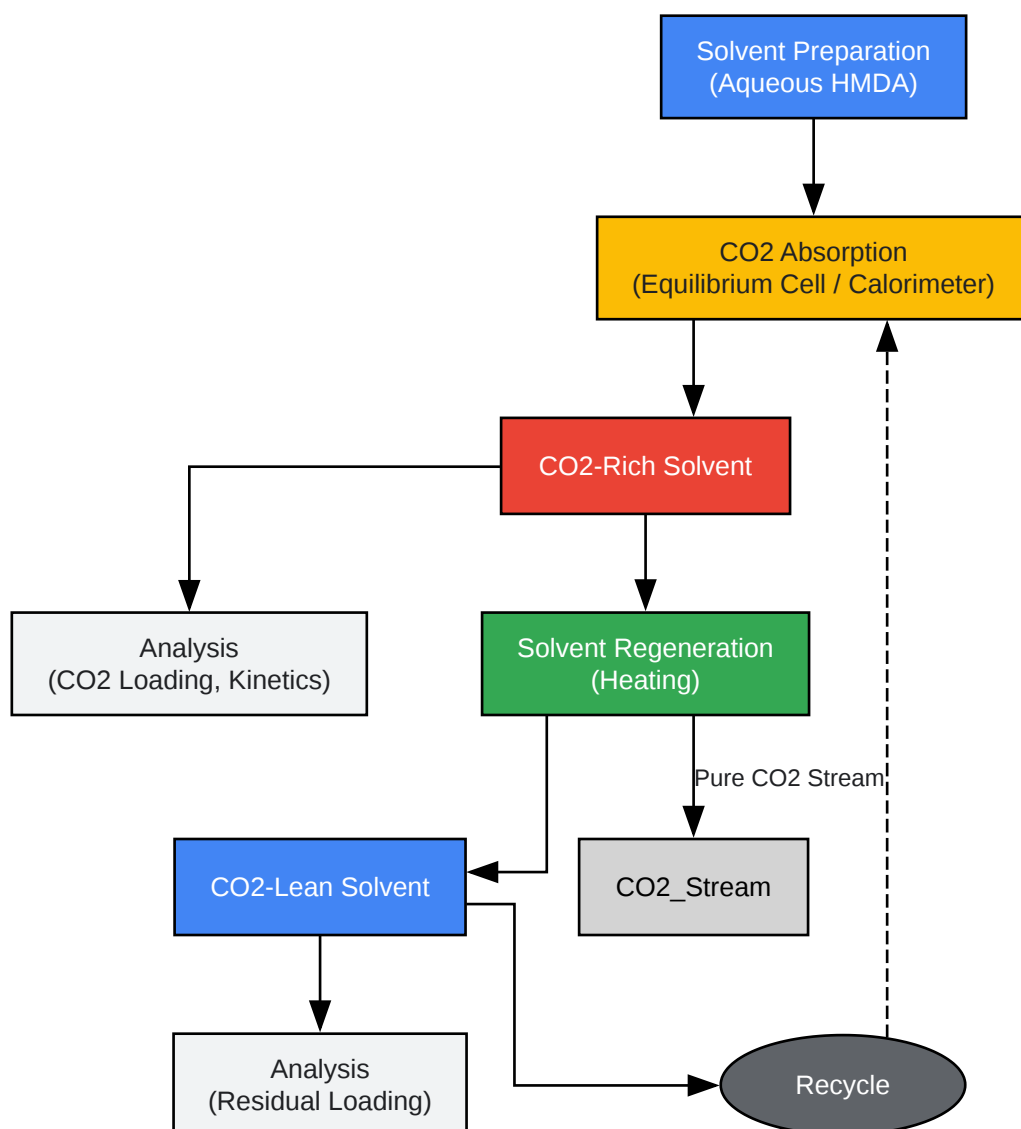 Solvent Preparation
(Aqueous HMDA)
CO2 Absorption
(Equilibrium Cell / Calorimeter)
CO2-Rich Solvent
Analysis
(CO2 Loading, Kinetics)
Solvent Regeneration
(Heating)
Pure CO2 Stream
CO2-Lean Solvent
CO2_Stream
Analysis
(Residual Loading)
Recycle